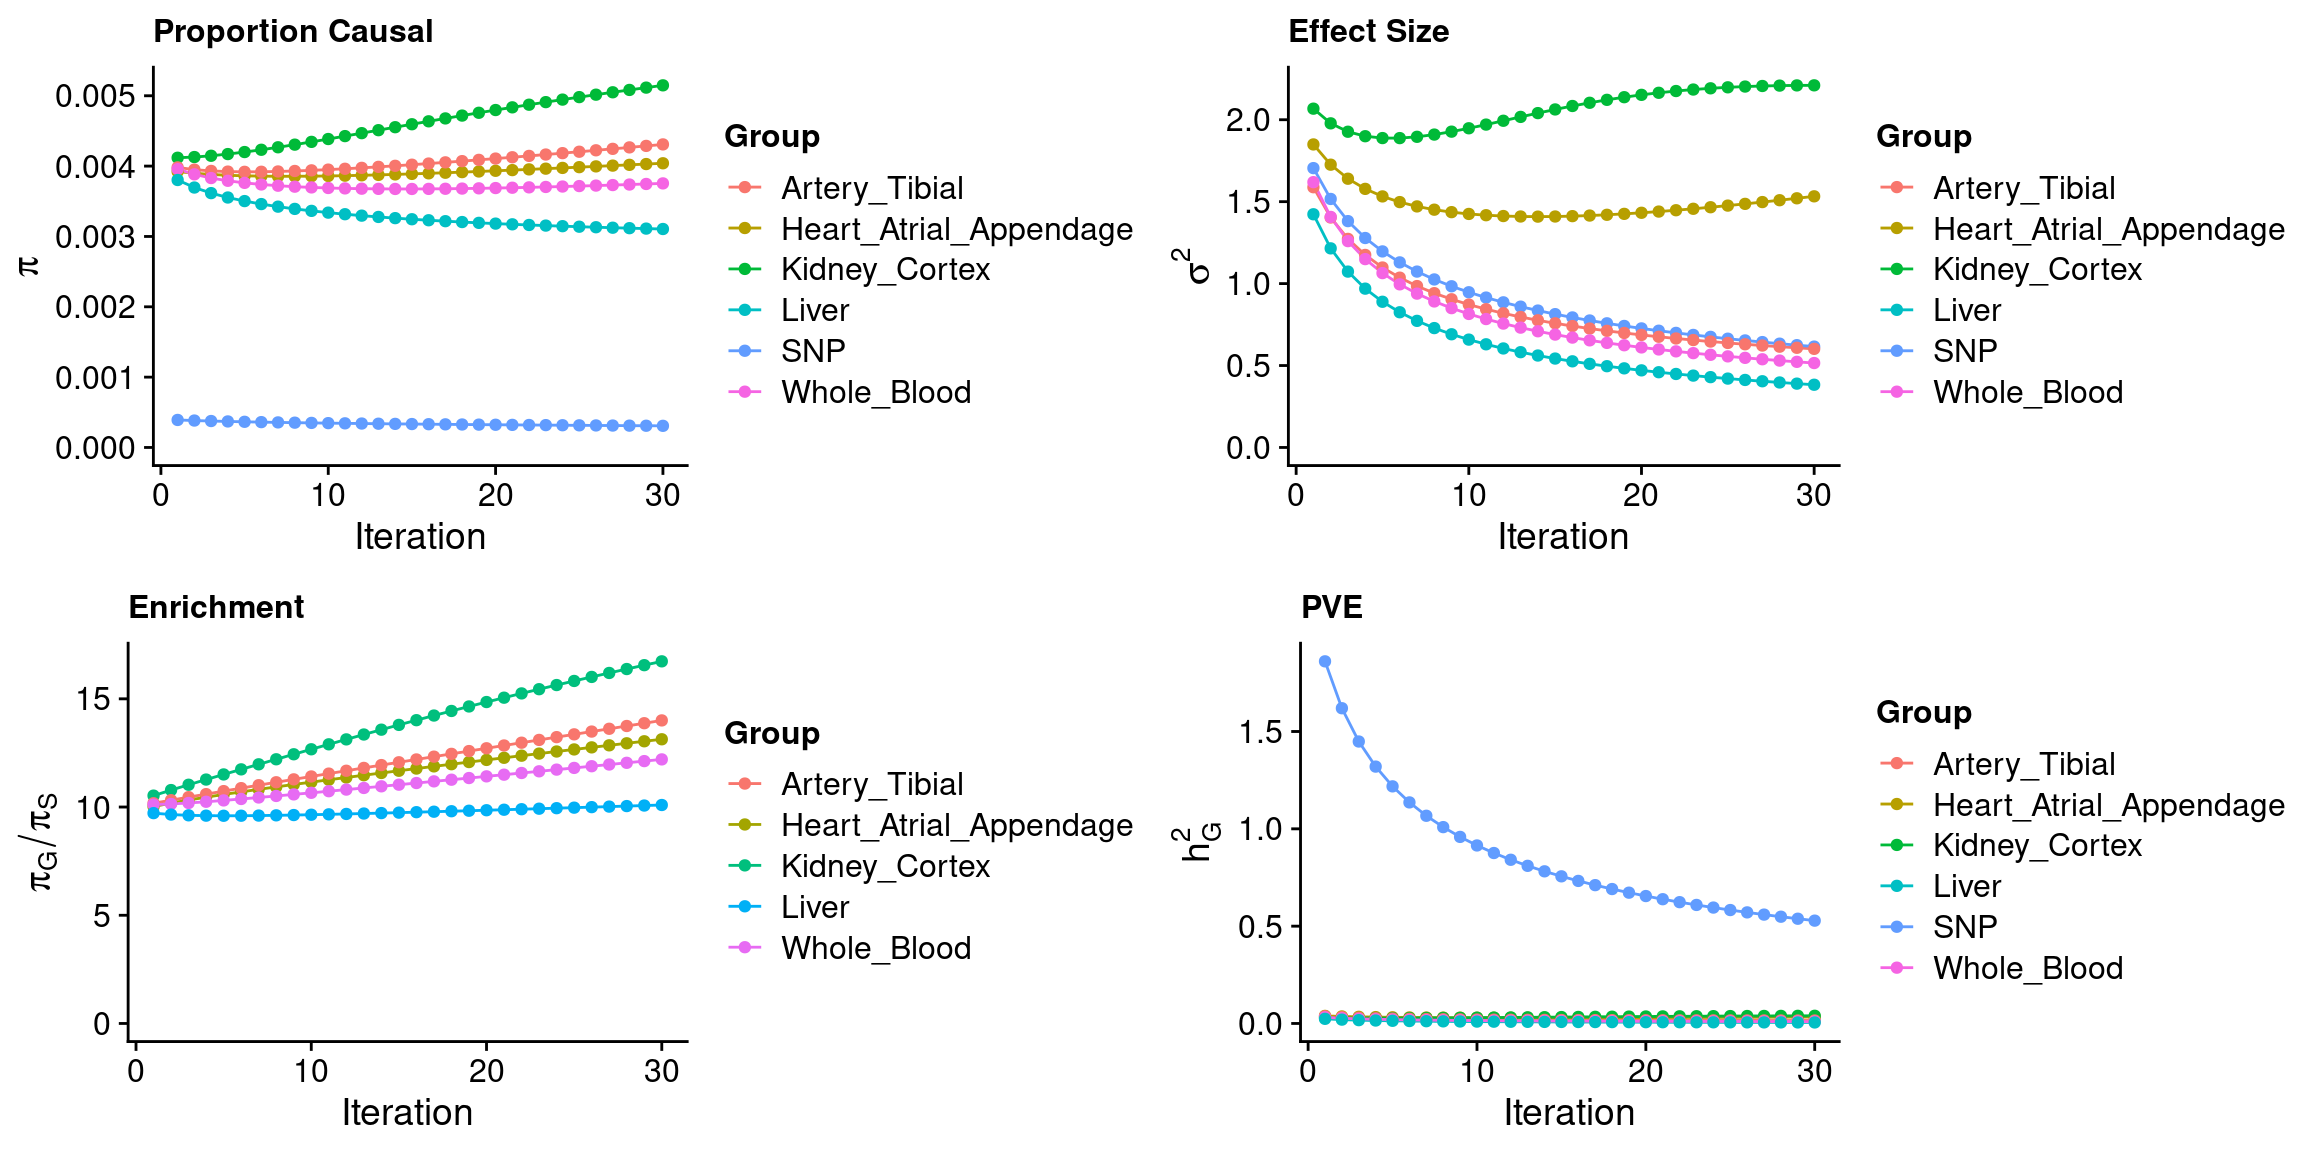 Proportion Causal
π
0.005
0.004
0.003
0.002
0.001
0.000
0 10 20 30
Iteration
Group
Artery_Tibial
Heart_Atrial_Appendage
Kidney_Cortex
Liver
SNP
Whole_Blood
Effect Size
σ²
2.0
1.5
1.0
0.5
0.0
0 10 20 30
Iteration
Group
Artery_Tibial
Heart_Atrial_Appendage
Kidney_Cortex
Liver
SNP
Whole_Blood
Enrichment
π_G/π_S
15
10
5
0
0 10 20 30
Iteration
Group
Artery_Tibial
Heart_Atrial_Appendage
Kidney_Cortex
Liver
Whole_Blood
PVE
h²_G
1.5
1.0
0.5
0.0
0 10 20 30
Iteration
Group
Artery_Tibial
Heart_Atrial_Appendage
Kidney_Cortex
Liver
SNP
Whole_Blood